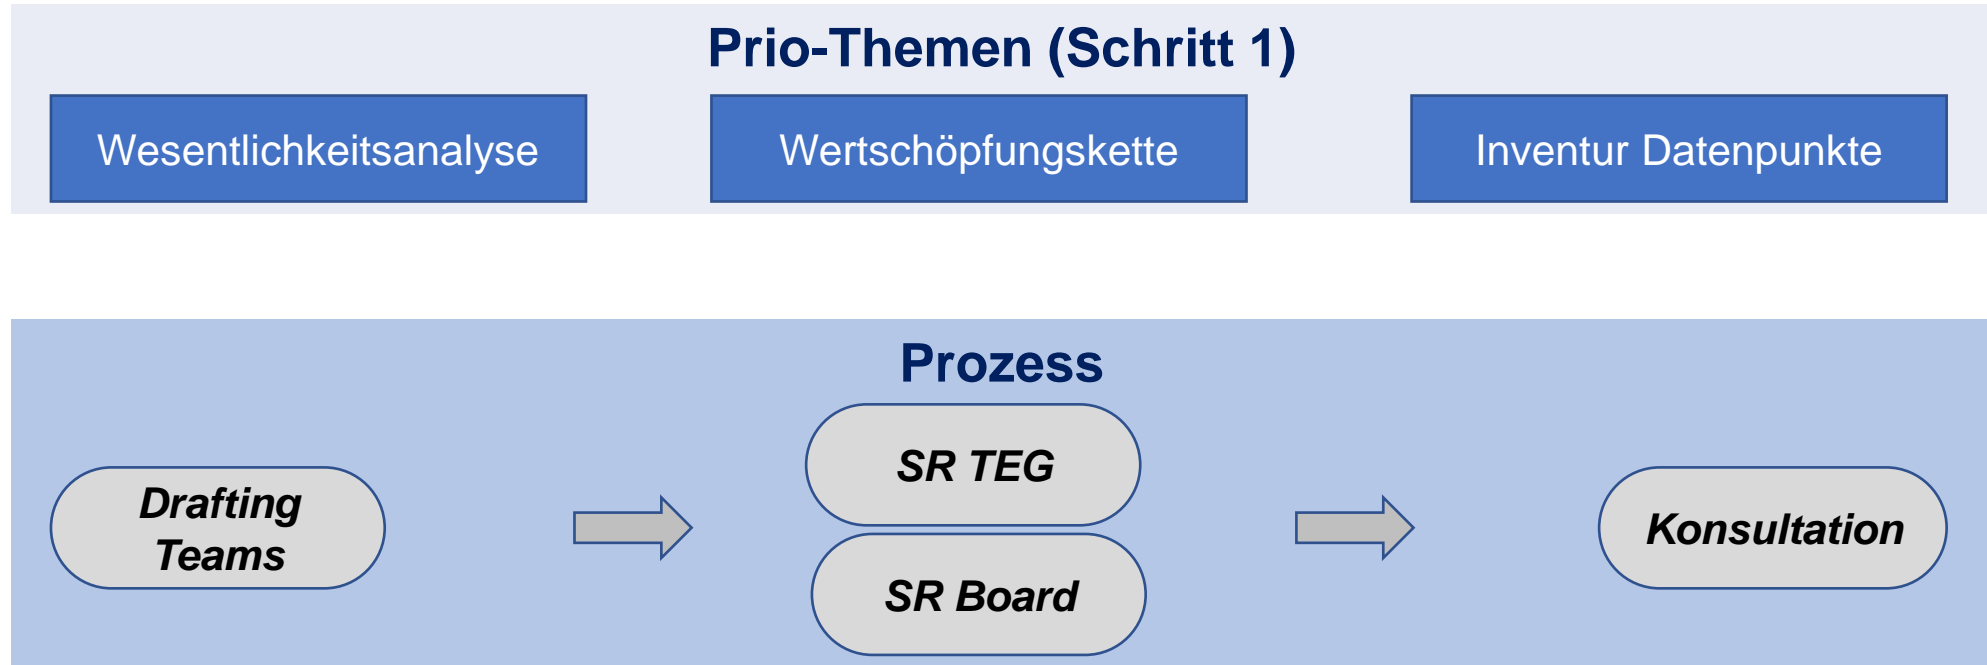 Prio-Themen (Schritt 1)
Wesentlichkeitsanalyse
Wertschöpfungskette
Inventur Datenpunkte
Prozess
Drafting
Teams
SR TEG
SR Board
Konsultation